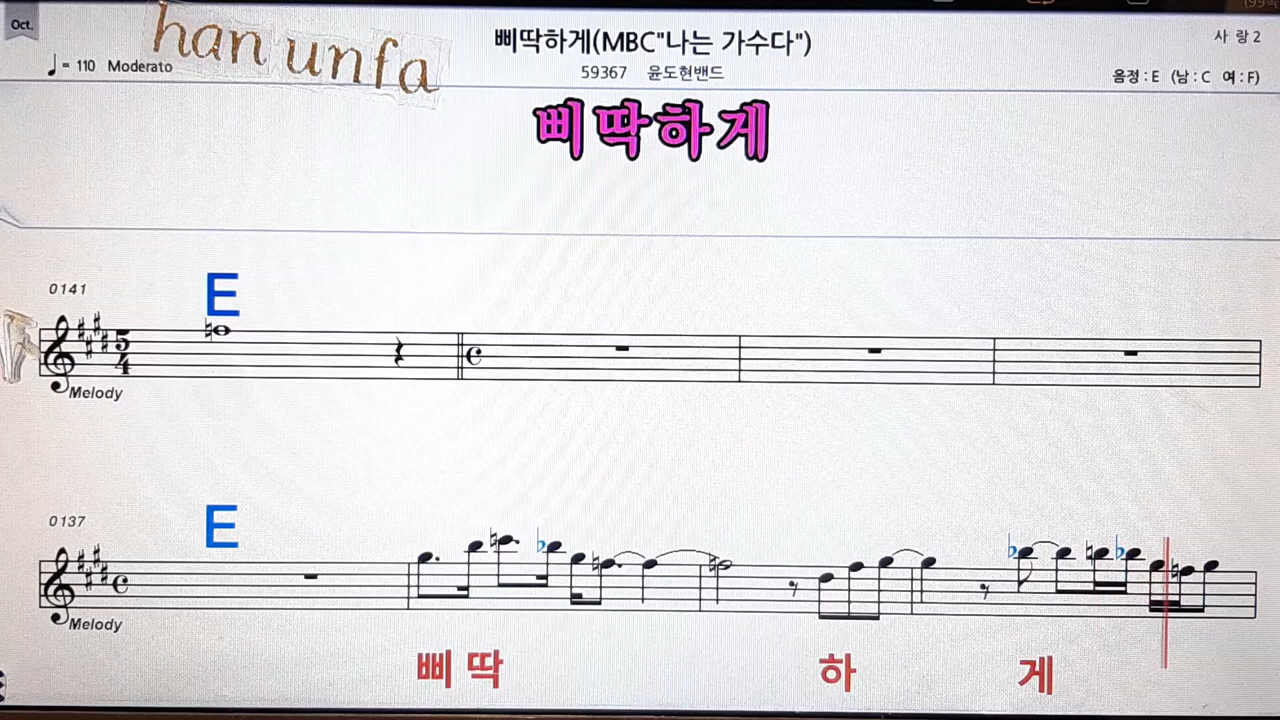 Oct.
han unfa
삐딱하게(MBC"나는 가수다")
사 랑 2
♩ = 110 Moderato
59367 윤도현밴드
음정 : E (남 : C 여 : F)
삐딱하게
0141
E
5
4
Melody
0137
E
Melody
삐 딱 하 게